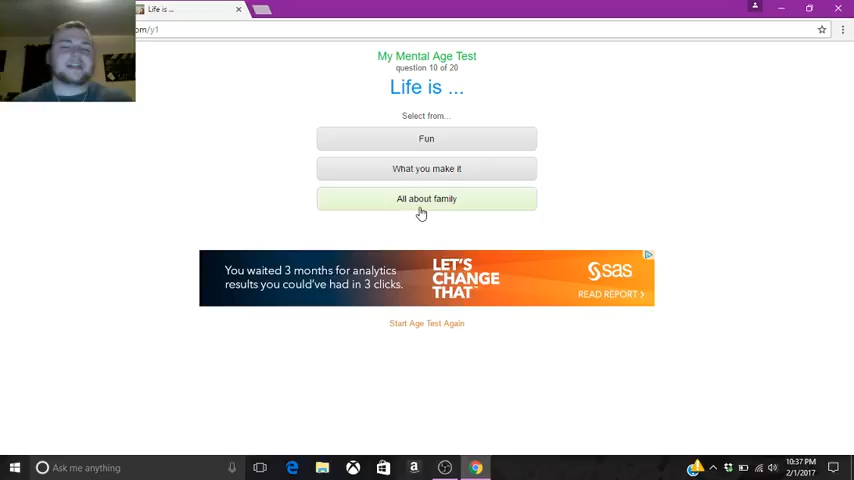 Life is ...
om/y1
My Mental Age Test
question 10 of 20
Life is ...
Select from...
Fun
What you make it
All about family
You waited 3 months for analytics
results you could've had in 3 clicks.
LET'S
CHANGE
THAT™
sas
READ REPORT >
Start Age Test Again
Ask me anything
10:37 PM
2/1/2017